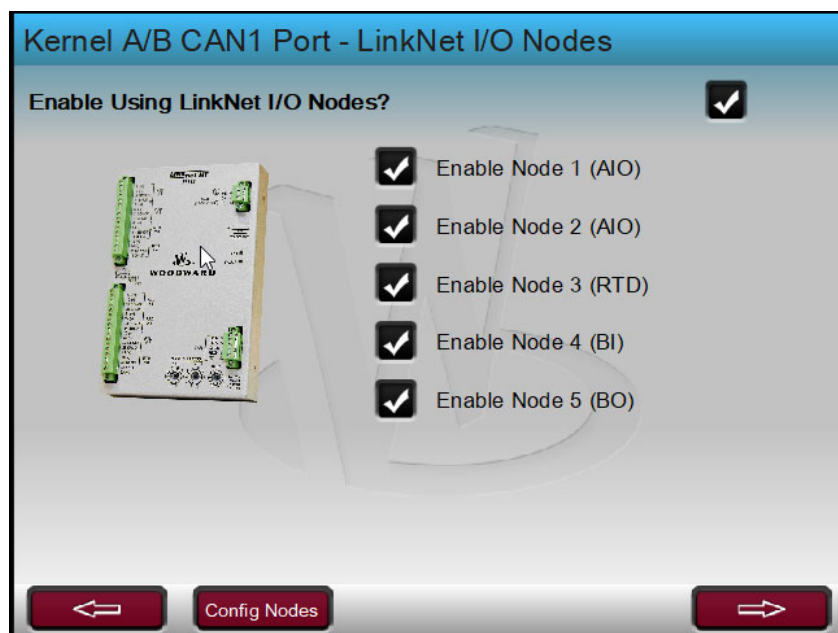 Kernel A/B CAN1 Port - LinkNet I/O Nodes
Enable Using LinkNet I/O Nodes?
Enable Node 1 (AIO)
Enable Node 2 (AIO)
Enable Node 3 (RTD)
Enable Node 4 (BI)
Enable Node 5 (BO)
WOODWARD
Config Nodes